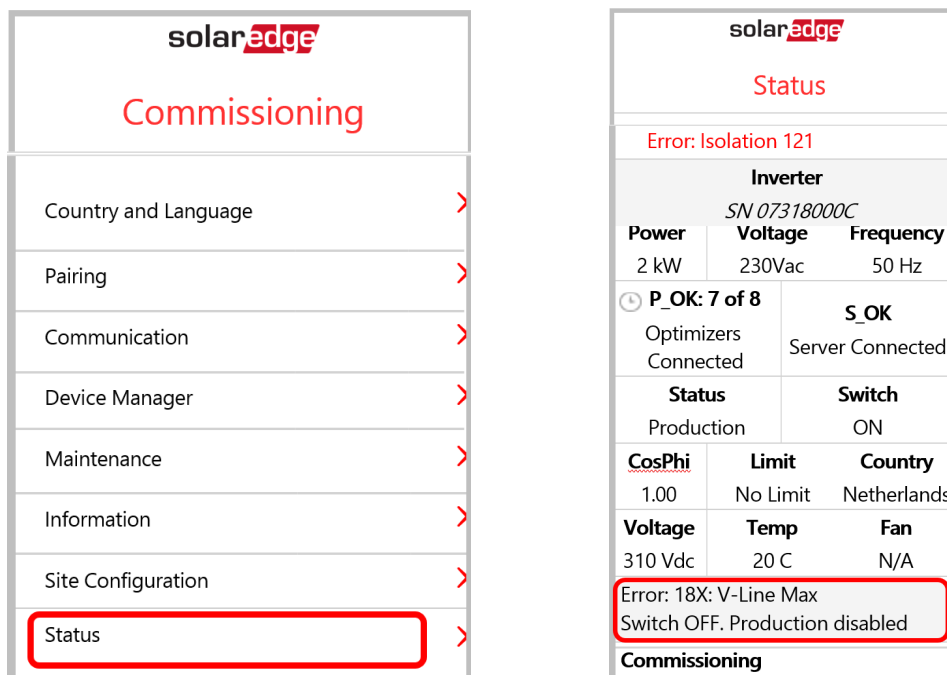 solaredge
Commissioning
Country and Language
Pairing
Communication
Device Manager
Maintenance
Information
Site Configuration
Status
solaredge
Status
Error: Isolation 121
Inverter
SN 07318000C
Power Voltage Frequency
2 kW 230Vac 50 Hz
P_OK: 7 of 8
Optimizers
Connected
S_OK
Server Connected
Status Switch
Production ON
CosPhi Limit Country
1.00 No Limit Netherlands
Voltage Temp Fan
310 Vdc 20 C N/A
Error: 18X: V-Line Max
Switch OFF. Production disabled
Commissioning